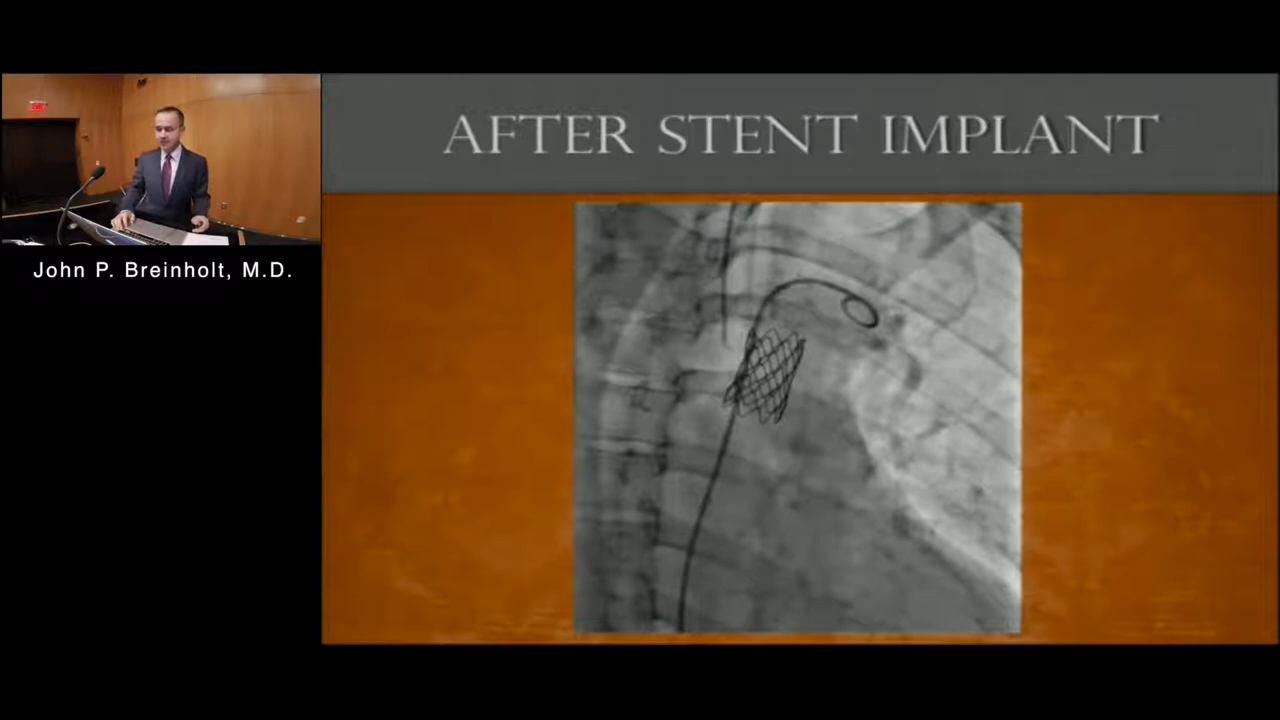 AFTER STENT IMPLANT
John P. Breinholt, M.D.